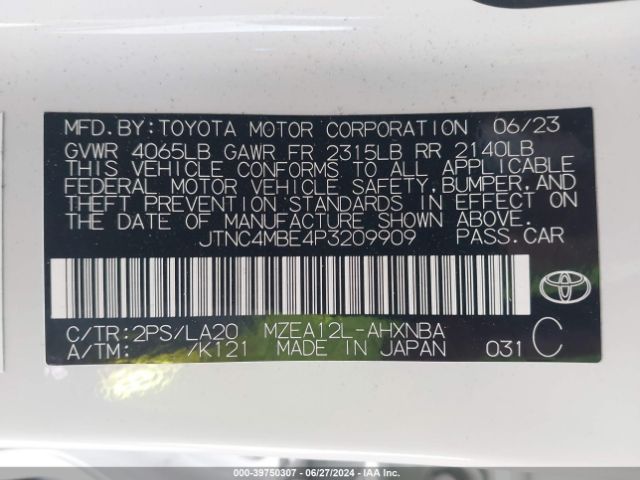 MFD.BY:TOYOTA MOTOR CORPORATION 06/23
GVWR 4065LB GAWR FR 2315LB RR 2140LB
THIS VEHICLE CONFORMS TO ALL APPLICABLE
FEDERAL MOTOR VEHICLE SAFETY,BUMPER,AND
THEFT PREVENTION STANDARDS IN EFFECT ON
THE DATE OF MANUFACTURE SHOWN ABOVE.
JTNC4MBE4P3209909 PASS.CAR
C/TR:2PS/LA20 MZEA12L-AHXNBA
A/TM: /K121 MADE IN JAPAN 031 C
000-39750307 - 06/27/2024 - IAA Inc.